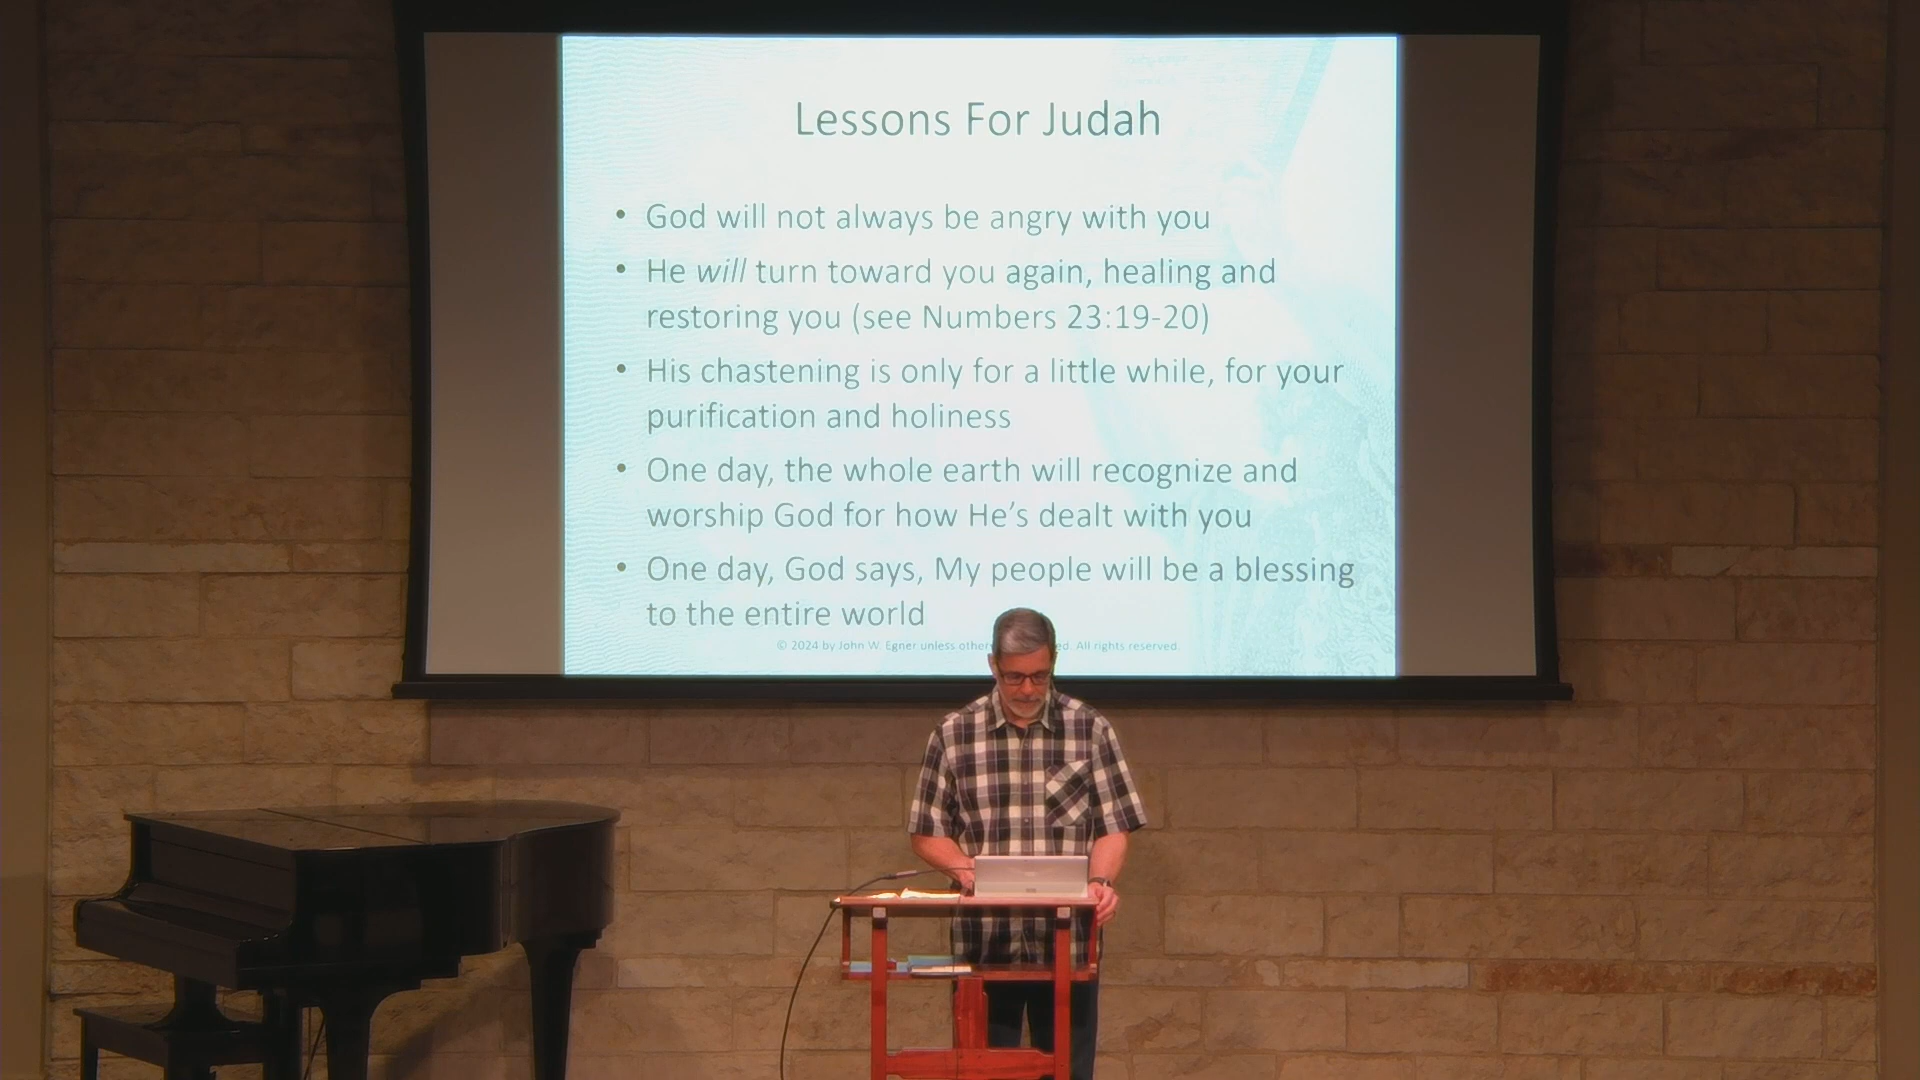 Lessons For Judah
• God will not always be angry with you
• He will turn toward you again, healing and
restoring you (see Numbers 23:19-20)
• His chastening is only for a little while, for your
purification and holiness
• One day, the whole earth will recognize and
worship God for how He's dealt with you
• One day, God says, My people will be a blessing
to the entire world
© 2024 by John W. Egner unless All rights reserved.